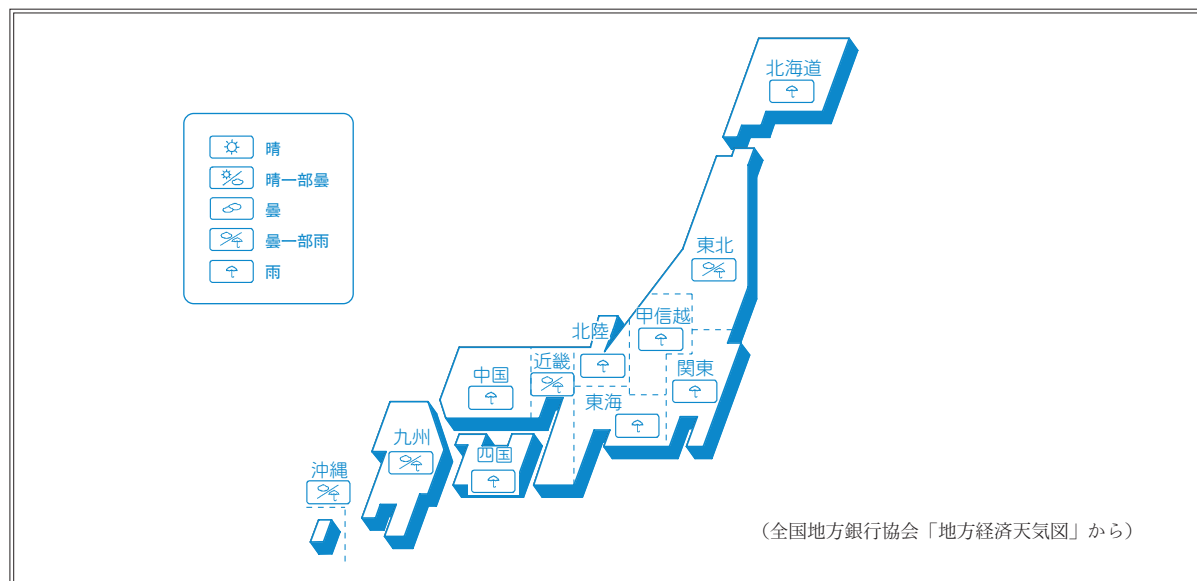 北海道
晴
晴一部曇
曇
曇一部雨
雨
東北
甲信越
北陸
近畿
中国
関東
東海
九州
四国
沖縄
（全国地方銀行協会「地方経済天気図」から）